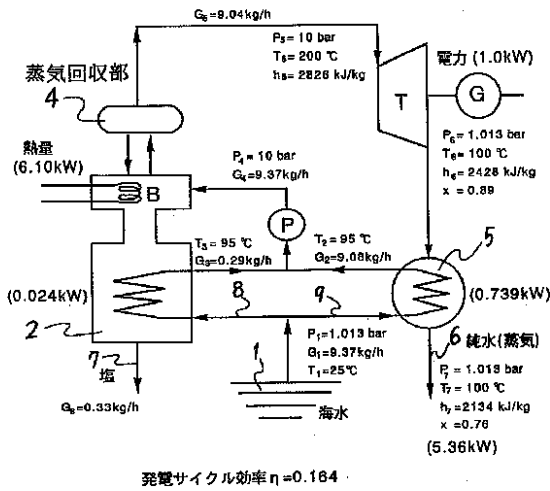 G₅=9.04kg/h
P₅= 10 bar
T₅= 200 ℃
h₅= 2826 kJ/kg
電力 (1.0kW)
T
G
蒸気回収部
4
熱量
(6.10kW)
B
P₄= 10 bar
G₄=9.37kg/h
P
P₆= 1.013 bar
T₆= 100 ℃
h₆= 2428 kJ/kg
x = 0.89
T₃ = 95 ℃
G₃=0.29kg/h
T₂= 95 ℃
G₂=9.08kg/h
5
(0.024kW)
(0.739kW)
2
8
9
7
塩
P₁=1.013bar
G₁=9.37kg/h
T₁=25℃
1
海水
6 純水(蒸気)
P₇ = 1.013 bar
T₇= 100 ℃
h₇= 2134 kJ/kg
x = 0.76
(5.36kW)
G₈=0.33kg/h
発電サイクル効率η=0.164